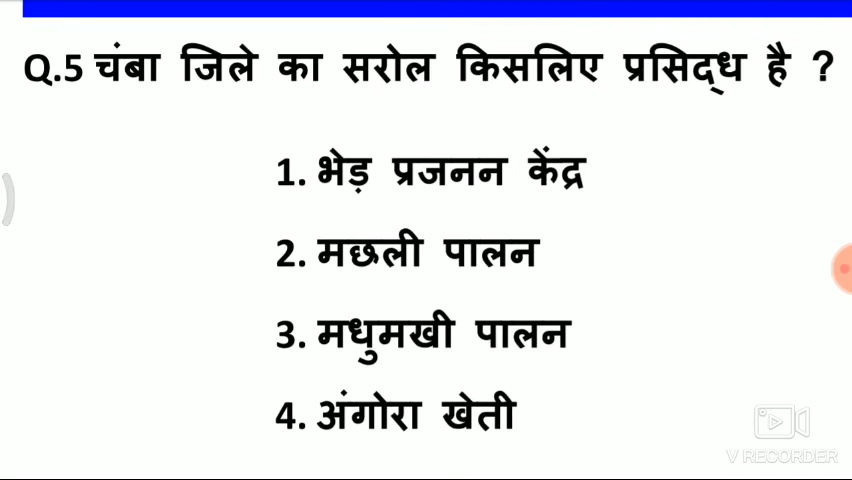 Q.5 चंबा जिले का सरोल किसलिए प्रसिद्ध है ?
1. भेड़ प्रजनन केंद्र
2. मछली पालन
3. मधुमखी पालन
4. अंगोरा खेती
V RECORDER